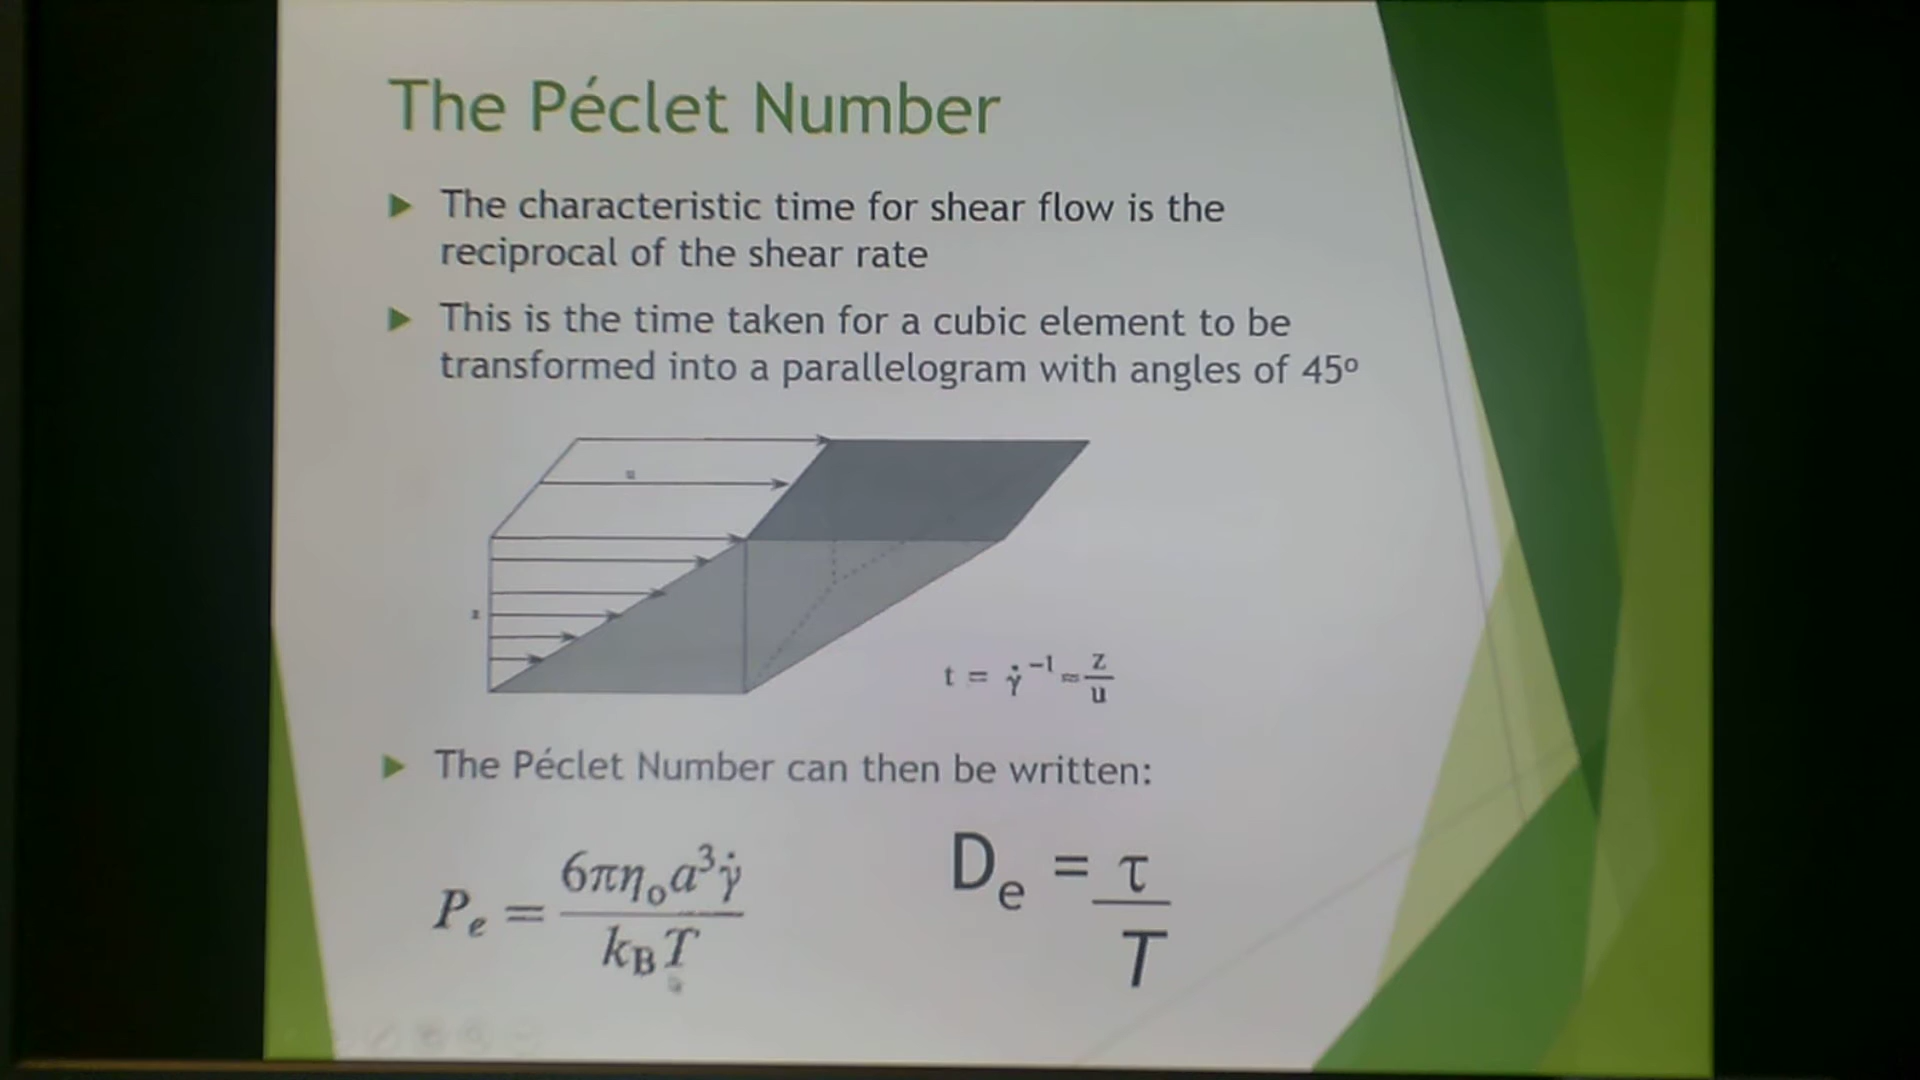 The Péclet Number
The characteristic time for shear flow is the
reciprocal of the shear rate
This is the time taken for a cubic element to be
transformed into a parallelogram with angles of 45º
u
z
t = γ̇⁻¹ ≈ z/u
The Péclet Number can then be written:
Pₑ = 6πη₀a³γ̇ / k_BT
Dₑ = τ / T